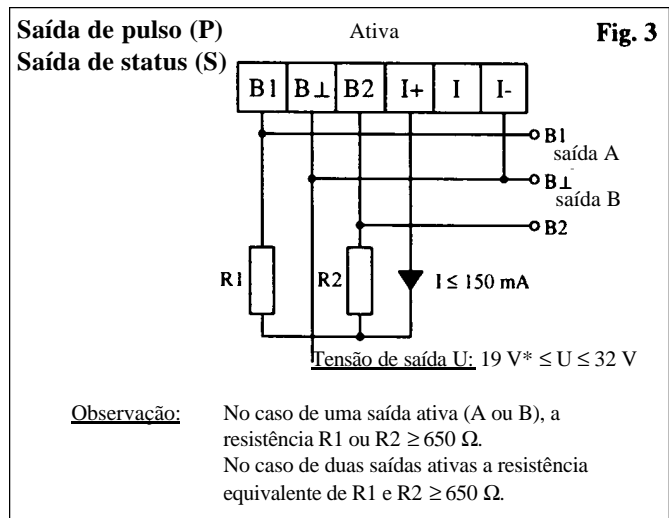 Saída de pulso (P) Ativa Fig. 3
Saída de status (S)
B1 B⊥ B2 I+ I I-
B1
saída A
B⊥
saída B
B2
R1 R2 I ≤ 150 mA
Tensão de saída U: 19 V* ≤ U ≤ 32 V
Observação: No caso de uma saída ativa (A ou B), a
resistência R1 ou R2 ≥ 650 Ω.
No caso de duas saídas ativas a resistência
equivalente de R1 e R2 ≥ 650 Ω.